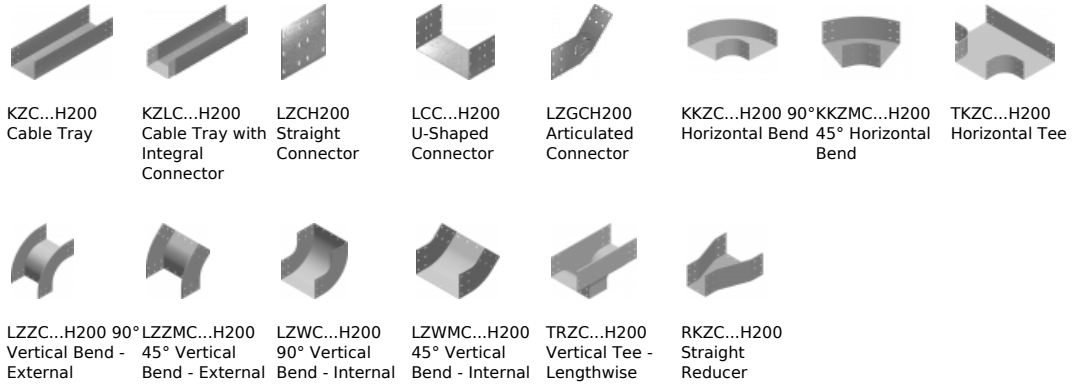 KZC...H200
Cable Tray
KZLC...H200
Cable Tray with
Integral
Connector
LZCH200
Straight
Connector
LCC...H200
U-Shaped
Connector
LZGCH200
Articulated
Connector
KKZC...H200 90°
Horizontal Bend
KKZMC...H200
45° Horizontal
Bend
TKZC...H200
Horizontal Tee
LZZC...H200 90°
Vertical Bend -
External
LZZMC...H200
45° Vertical
Bend - External
LZWC...H200
90° Vertical
Bend - Internal
LZWMC...H200
45° Vertical
Bend - Internal
TRZC...H200
Vertical Tee -
Lengthwise
RKZC...H200
Straight
Reducer